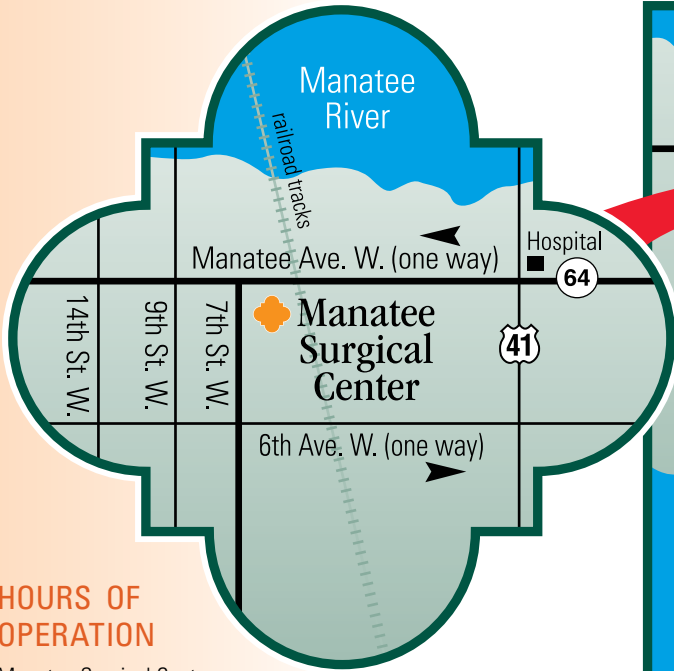 Manatee
River
railroad tracks
Manatee Ave. W. (one way)
Hospital
64
14th St. W.
9th St. W.
7th St. W.
Manatee
Surgical
Center
41
6th Ave. W. (one way)
HOURS OF
OPERATION